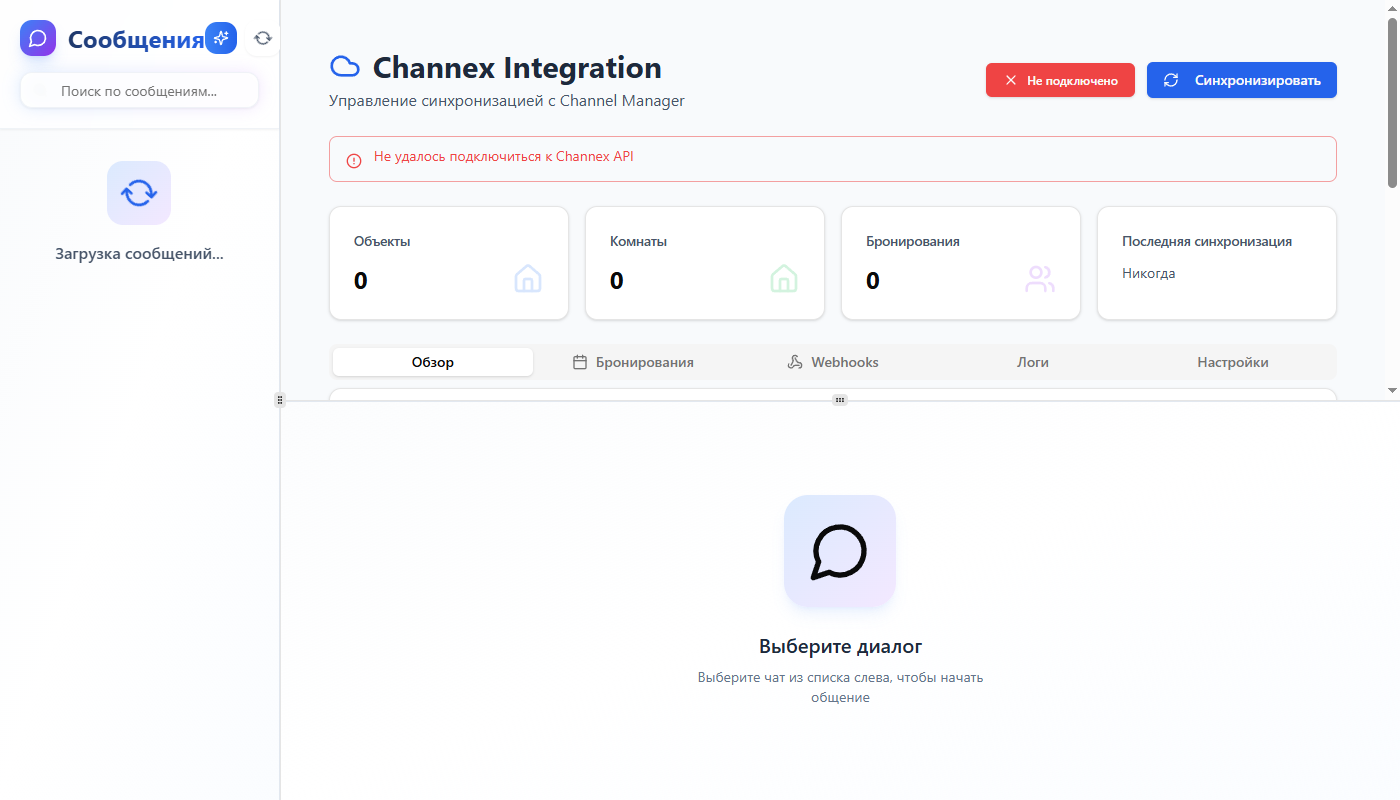 Сообщения
Поиск по сообщениям...
Загрузка сообщений...
Channex Integration
Управление синхронизацией с Channel Manager
Не подключено
Синхронизировать
Не удалось подключиться к Channex API
Объекты
0
Комнаты
0
Бронирования
0
Последняя синхронизация
Никогда
Обзор
Бронирования
Webhooks
Логи
Настройки
Выберите диалог
Выберите чат из списка слева, чтобы начать
общение